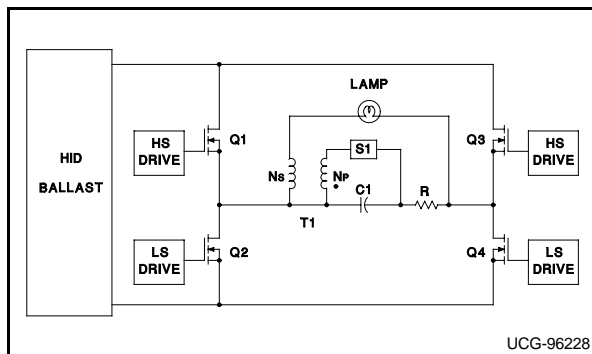 HID
BALLAST
HS
DRIVE
Q1
LAMP
S1
Q3
HS
DRIVE
NS
NP
C1
R
T1
LS
DRIVE
Q2
Q4
LS
DRIVE
UCG-96228